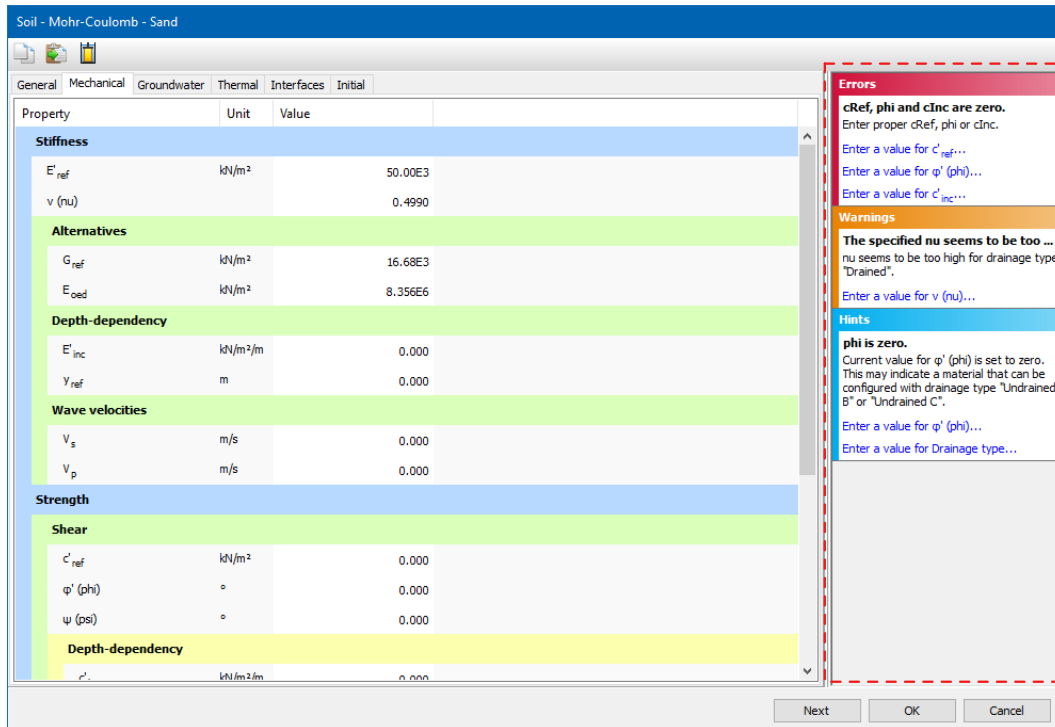 Soil - Mohr-Coulomb - Sand
General Mechanical Groundwater Thermal Interfaces Initial
Property Unit Value
Stiffness
E'ref kN/m² 50.00E3
ν (nu) 0.4990
Alternatives
Gref kN/m² 16.68E3
Eoed kN/m² 8.356E6
Depth-dependency
E'inc kN/m²/m 0.000
yref m 0.000
Wave velocities
Vs m/s 0.000
Vp m/s 0.000
Strength
Shear
c'ref kN/m² 0.000
φ' (phi) ° 0.000
ψ (psi) ° 0.000
Depth-dependency
kN/m²/m 0.000
Errors
cRef, phi and cInc are zero.
Enter proper cRef, phi or cInc.
Enter a value for c'ref...
Enter a value for φ' (phi)...
Enter a value for c'inc...
Warnings
The specified nu seems to be too ...
nu seems to be too high for drainage type
"Drained".
Enter a value for ν (nu)...
Hints
phi is zero.
Current value for φ' (phi) is set to zero.
This may indicate a material that can be
configured with drainage type "Undrained
B" or "Undrained C".
Enter a value for φ' (phi)...
Enter a value for Drainage type...
Next OK Cancel